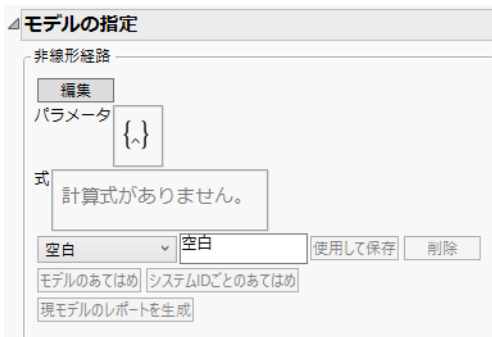 モデルの指定
非線形経路
編集
パラメータ {^}
式 計算式がありません。
空白 空白 使用して保存 削除
モデルのあてはめ システムIDごとのあてはめ
現モデルのレポートを生成